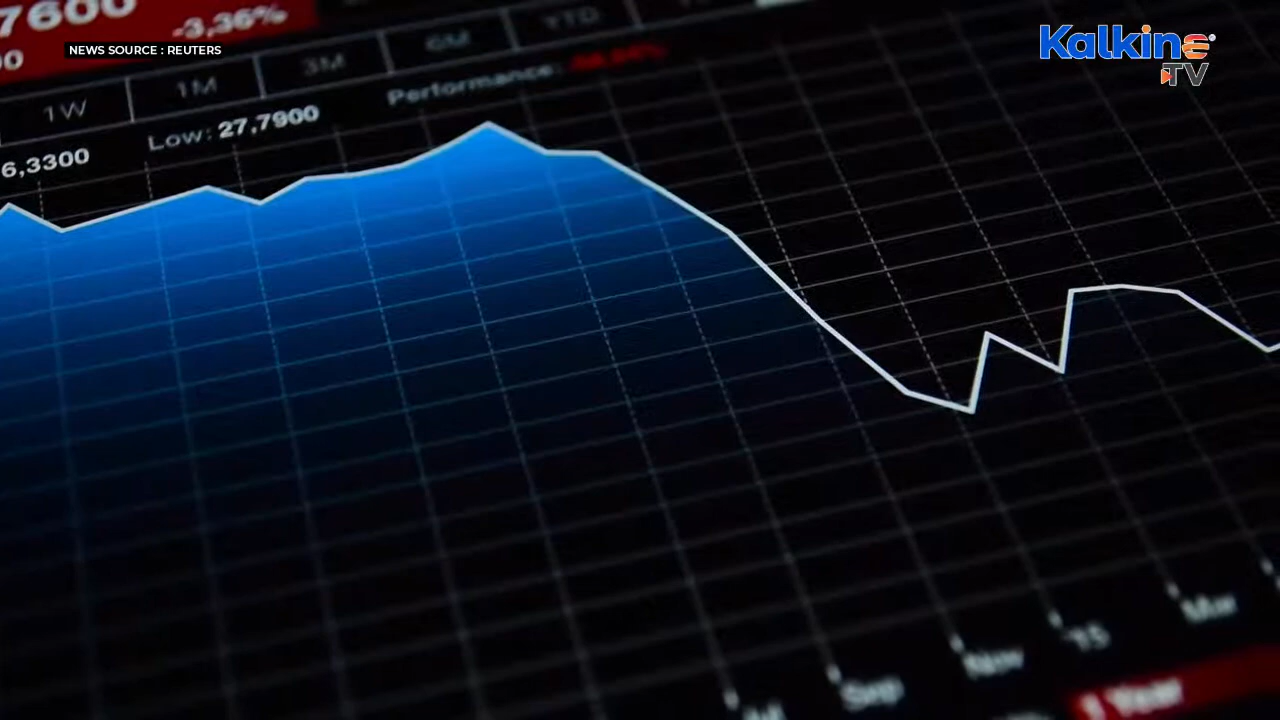 7600
-3,36%
NEWS SOURCE : REUTERS
Kalkine
TV
1W
1M
3M
6M
YTD
Performance:
6,3300
Low: 27,7900
Jul
Sep
Nov
'15
Mar
1 Year